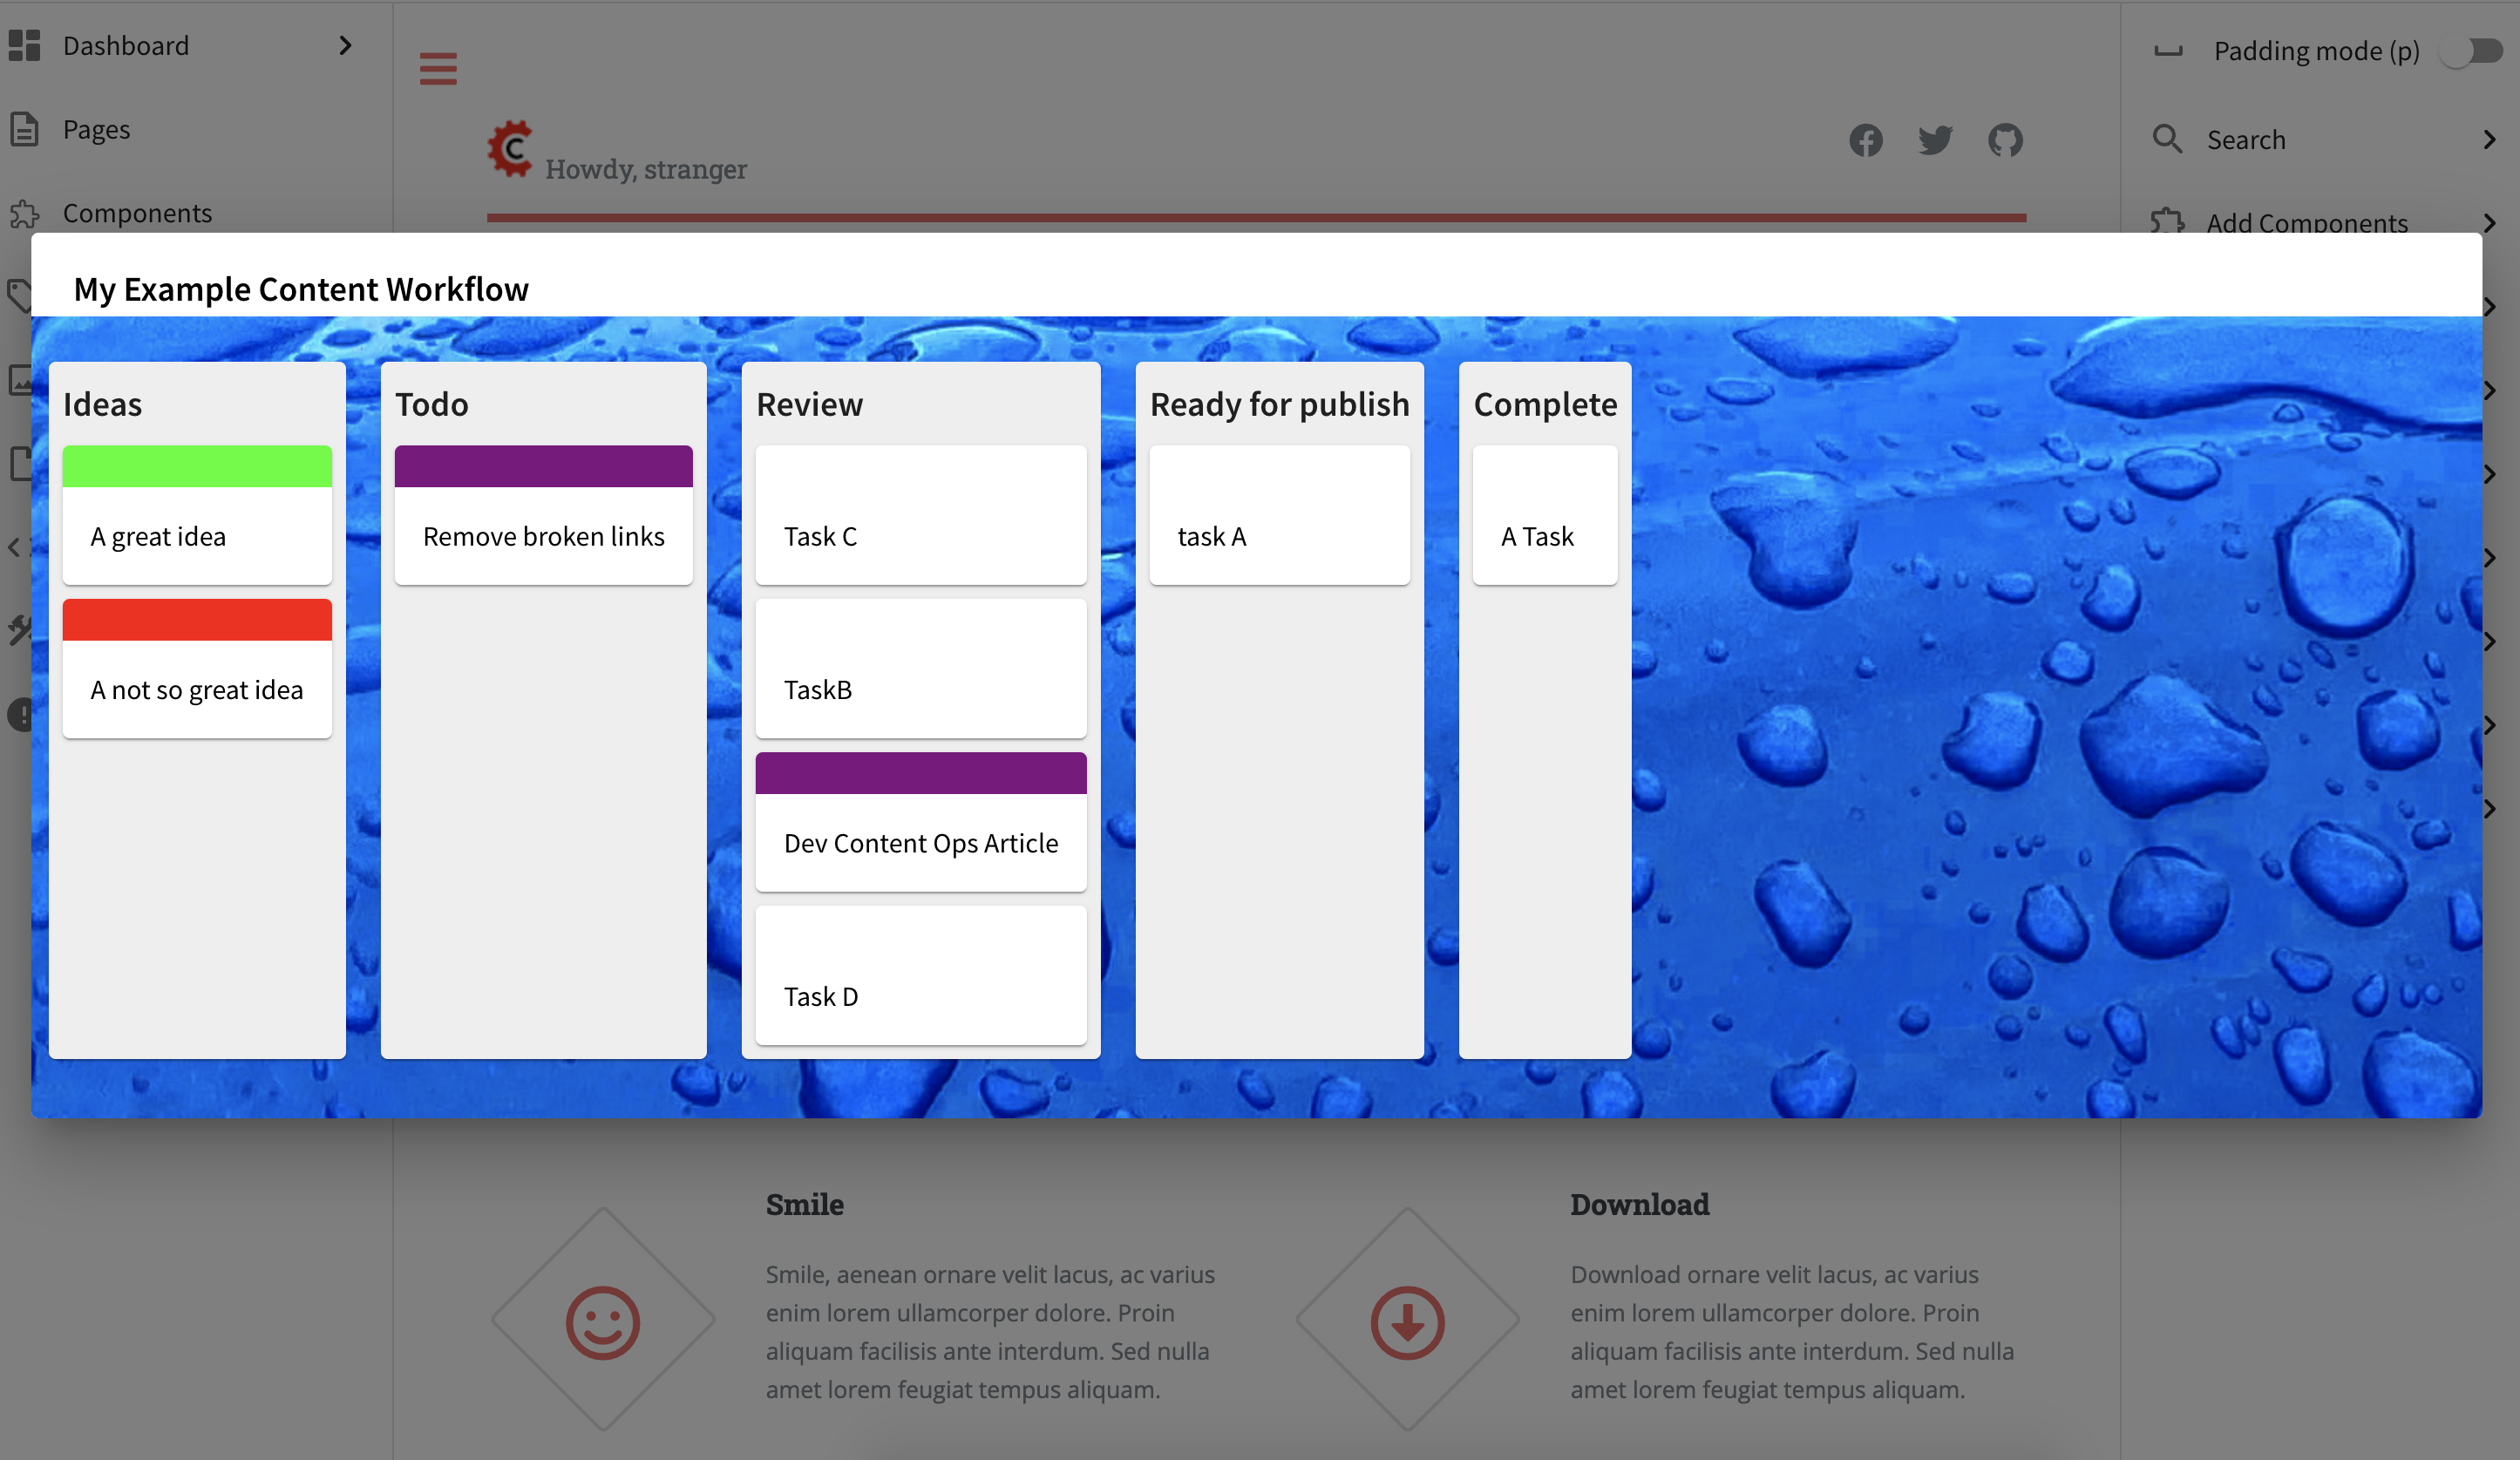 Dashboard
Pages
Components
C
Howdy, stranger
Padding mode (p)
Search
Add Components
My Example Content Workflow
Ideas
A great idea
A not so great idea
Todo
Remove broken links
Review
Task C
TaskB
Dev Content Ops Article
Task D
Ready for publish
task A
Complete
A Task
Smile
Smile, aenean ornare velit lacus, ac varius
enim lorem ullamcorper dolore. Proin
aliquam facilisis ante interdum. Sed nulla
amet lorem feugiat tempus aliquam.
Download
Download ornare velit lacus, ac varius
enim lorem ullamcorper dolore. Proin
aliquam facilisis ante interdum. Sed nulla
amet lorem feugiat tempus aliquam.